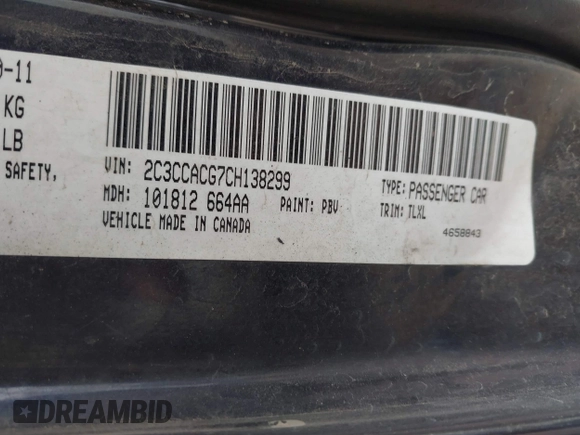 0-11
KG
LB
SAFETY,
VIN: 2C3CCACG7CH138299
TYPE: PASSENGER CAR
MDH: 101812 664AA PAINT: PBV TRIM: TLXL
VEHICLE MADE IN CANADA
4658843
DREAMBID